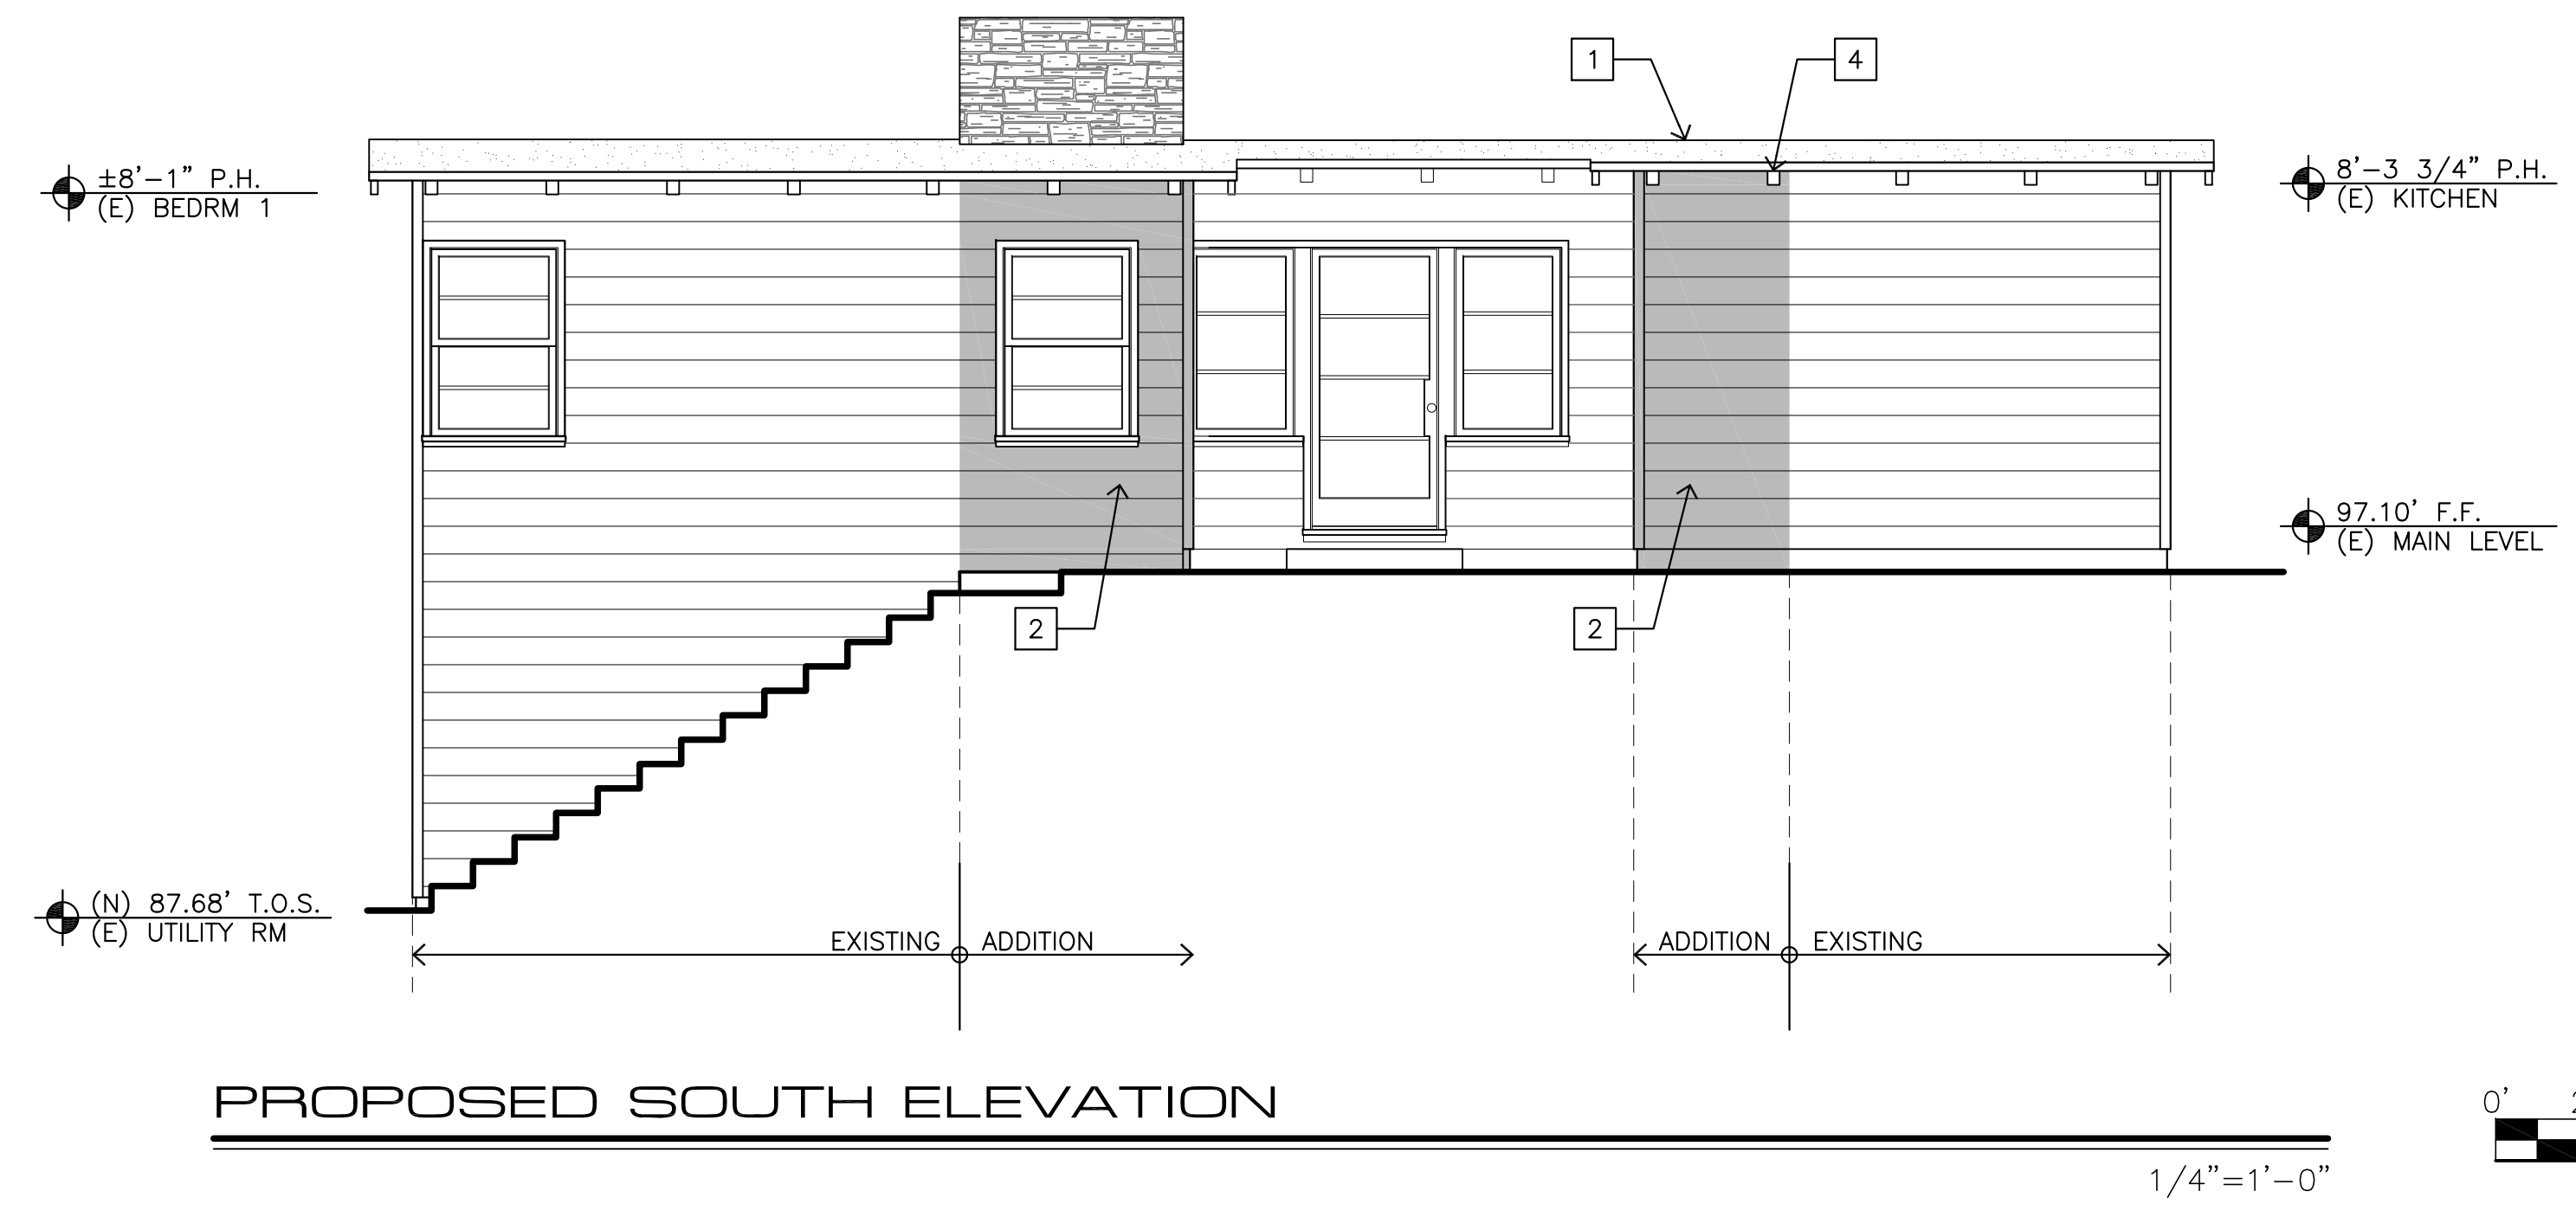 1
4
±8'-1" P.H.
(E) BEDRM 1
8'-3 3/4" P.H.
(E) KITCHEN
97.10' F.F.
(E) MAIN LEVEL
2
2
(N) 87.68' T.O.S.
(E) UTILITY RM
EXISTING ADDITION
ADDITION EXISTING
PROPOSED SOUTH ELEVATION
0'
1/4"=1'-0"